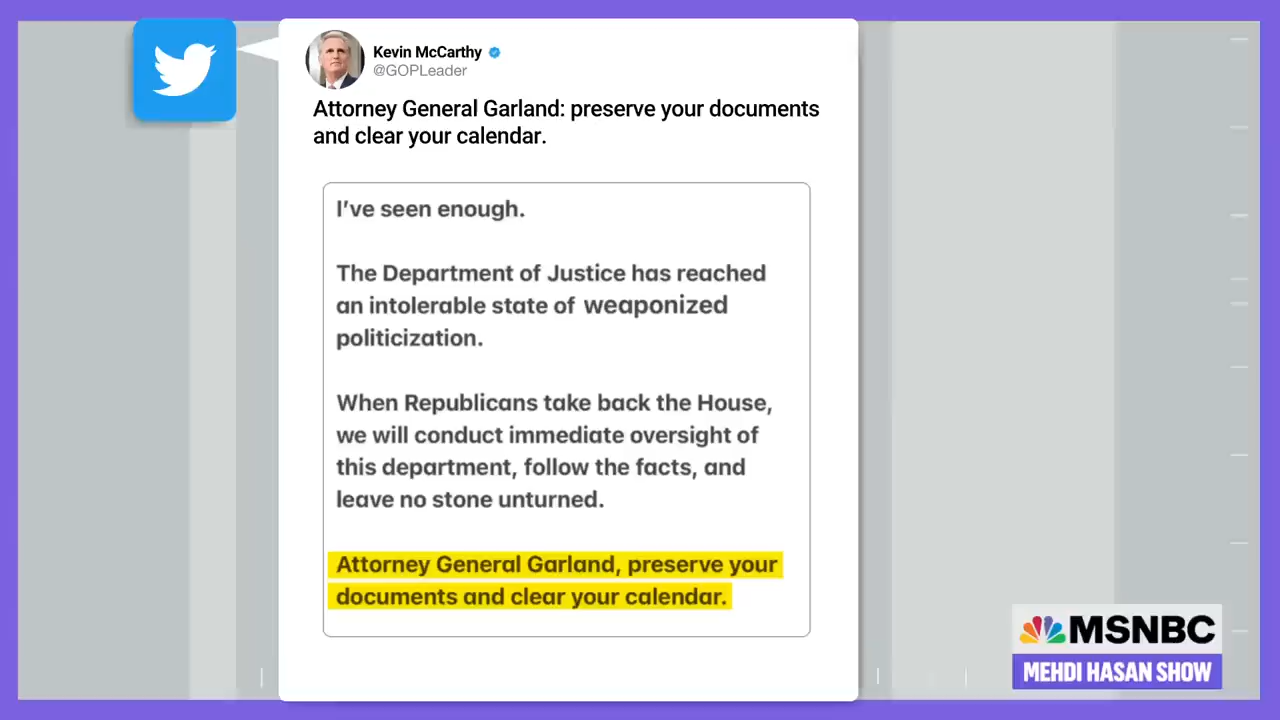 Kevin McCarthy
@GOPLeader
Attorney General Garland: preserve your documents
and clear your calendar.
I've seen enough.
The Department of Justice has reached
an intolerable state of weaponized
politicization.
When Republicans take back the House,
we will conduct immediate oversight of
this department, follow the facts, and
leave no stone unturned.
Attorney General Garland, preserve your
documents and clear your calendar.
MSNBC
MEHDI HASAN SHOW